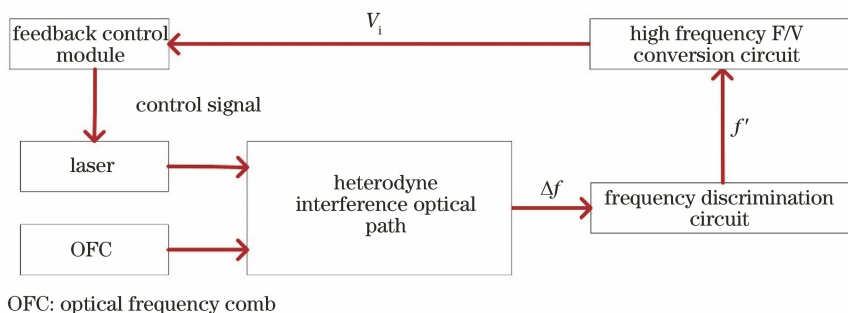 feedback control
module
V_i
high frequency F/V
conversion circuit
control signal
f′
laser
heterodyne
interference optical
path
Δf
frequency discrimination
circuit
OFC
OFC: optical frequency comb